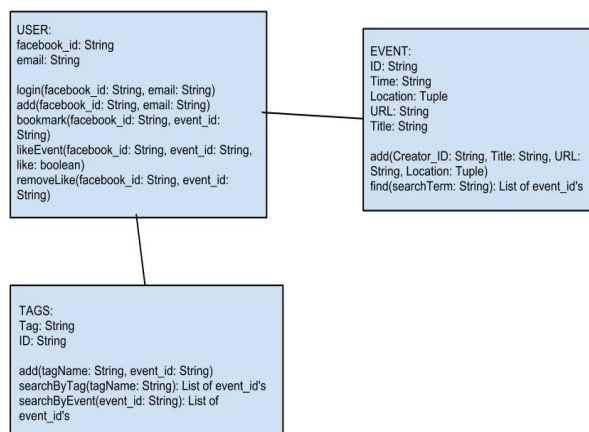 USER:
facebook_id: String
email: String
login(facebook_id: String, email: String)
add(facebook_id: String, email: String)
bookmark(facebook_id: String, event_id:
String)
likeEvent(facebook_id: String, event_id: String,
like: boolean)
removeLike(facebook_id: String, event_id:
String)
EVENT:
ID: String
Time: String
Location: Tuple
URL: String
Title: String
add(Creator_ID: String, Title: String, URL:
String, Location: Tuple)
find(searchTerm: String): List of event_id's
TAGS:
Tag: String
ID: String
add(tagName: String, event_id: String)
searchByTag(tagName: String): List of event_id's
searchByEvent(event_id: String): List of
event_id's